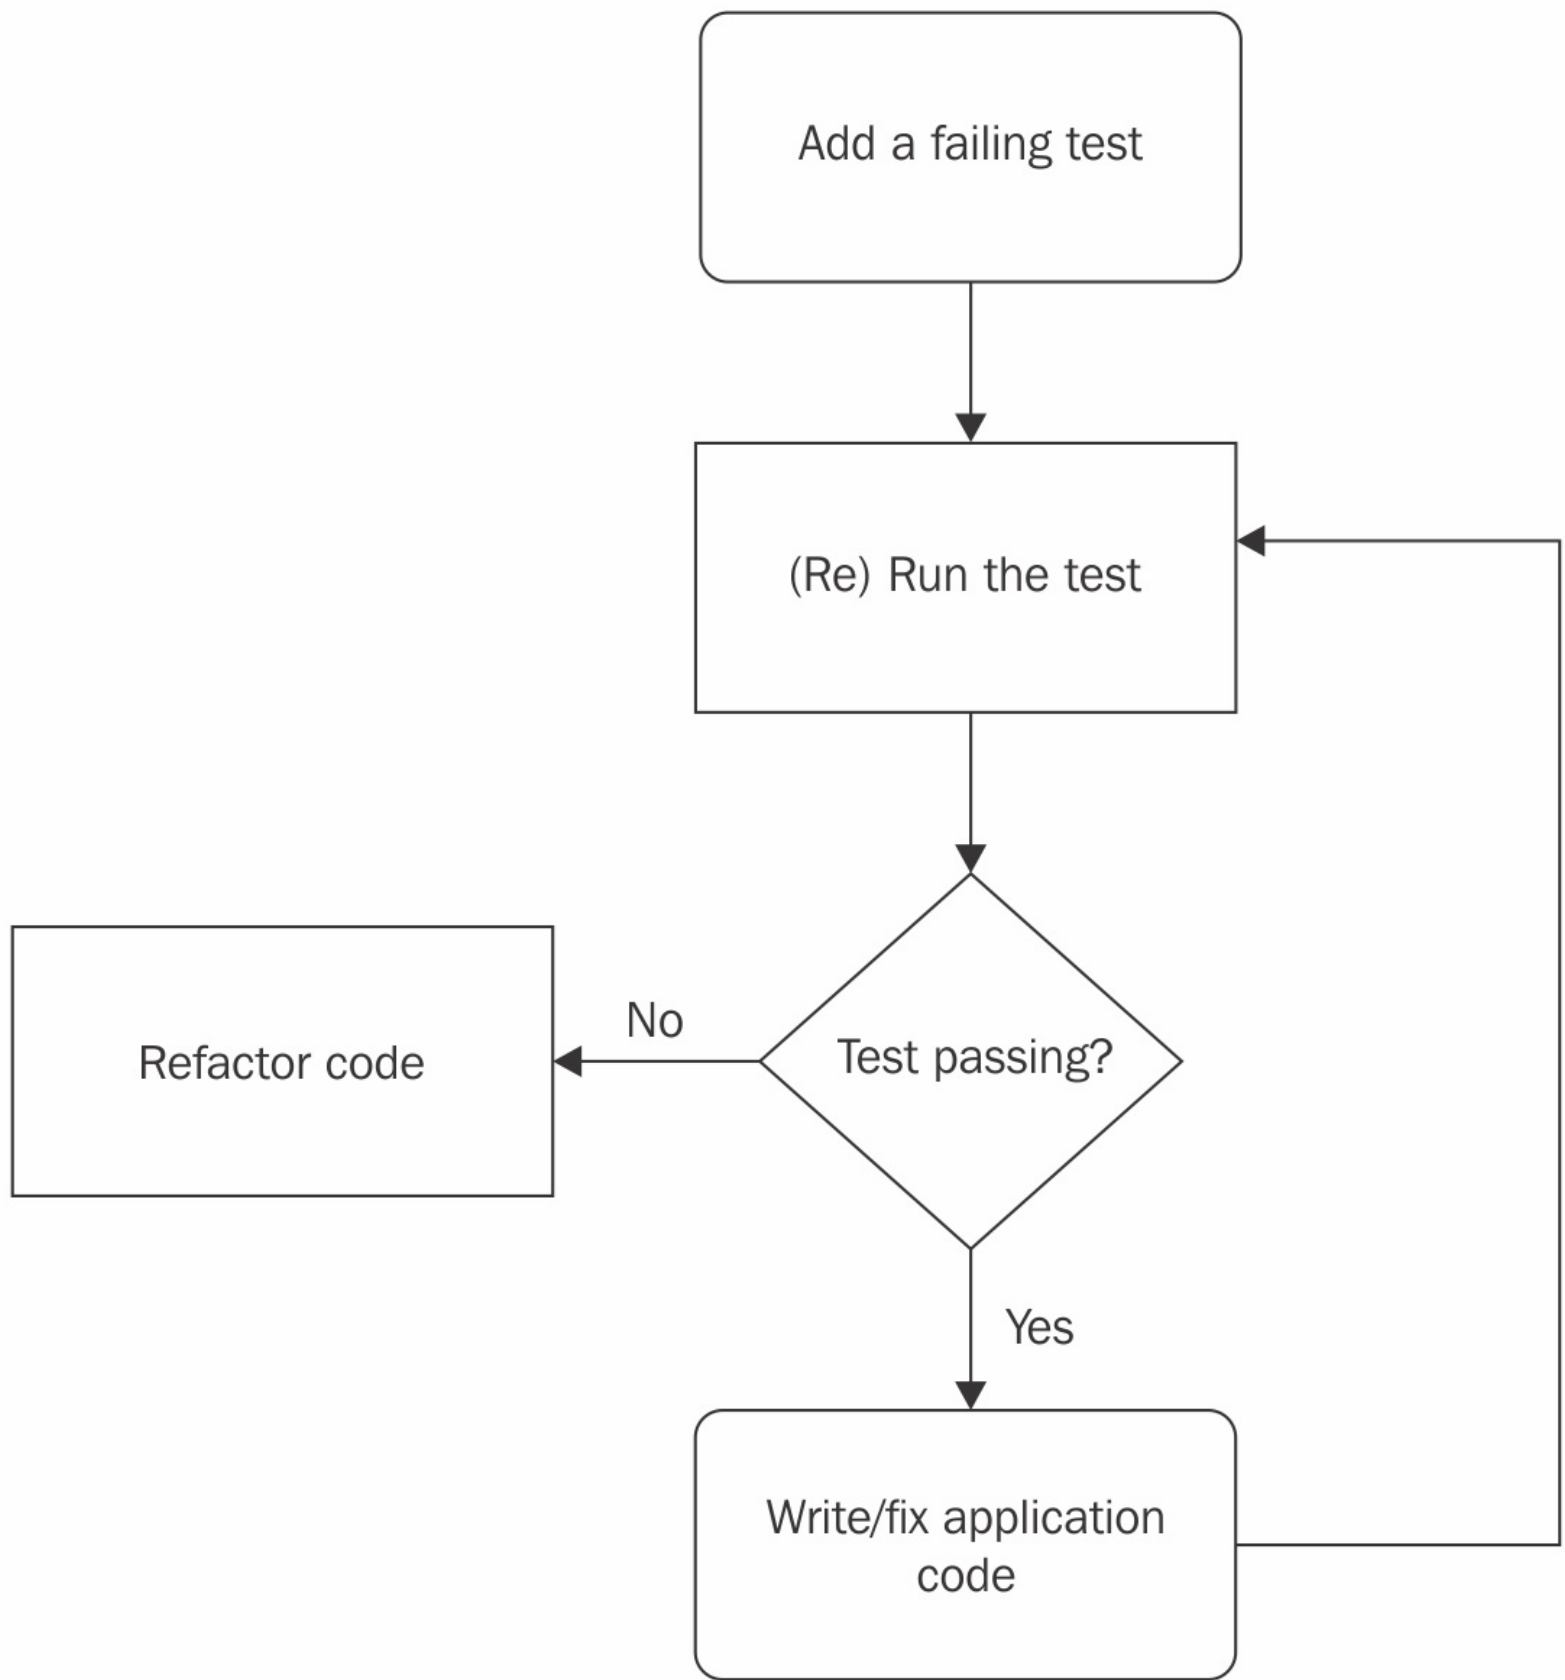 Add a failing test
(Re) Run the test
No
Refactor code
Test passing?
Yes
Write/fix application
code